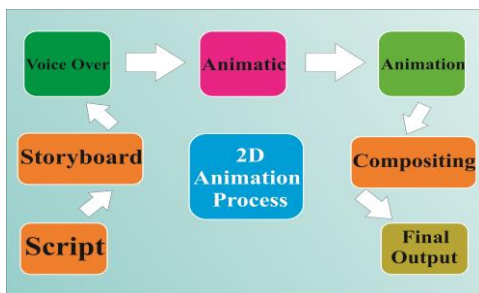 Voice Over
Animatic
Animation
Storyboard
2D
Animation
Process
Compositing
Script
Final
Output